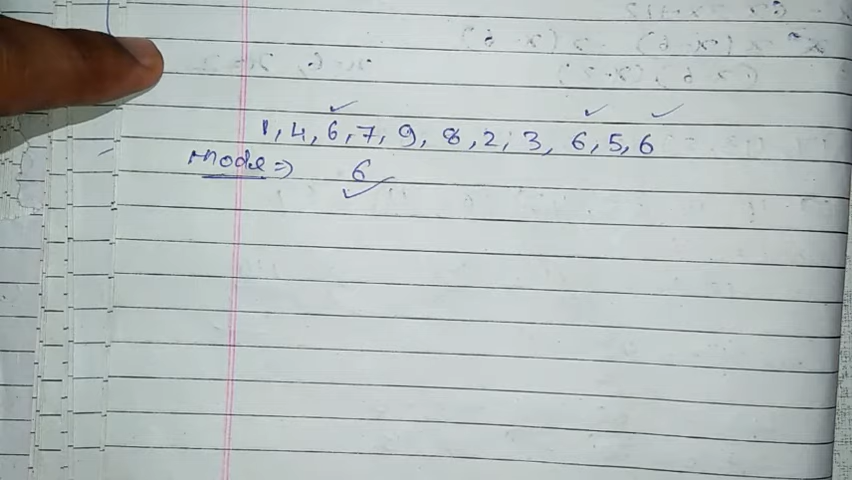 1, 4, 6, 7, 9, 8, 2, 3, 6, 5, 6
Mode => 6